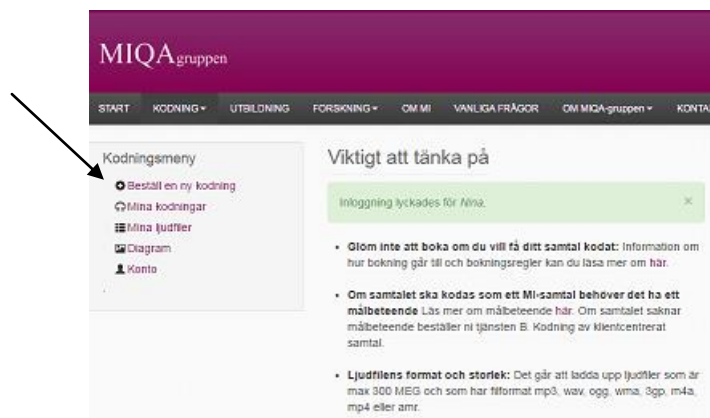 MIQAgruppen
START KODNING UTBILDNING FORSKNING OM MI VANLIGA FRÅGOR OM MIQA-gruppen KONTA
Kodningsmeny
Beställ en ny kodning
Mina kodningar
Mina ljudfiler
Diagram
Konto
.
Viktigt att tänka på
Inloggning lyckades för Nina. ×
• Glöm inte att boka om du vill få ditt samtal kodat: Information om
hur bokning går till och bokningsregler kan du läsa mer om här.
• Om samtalet ska kodas som ett MI-samtal behöver det ha ett
målbeteende Läs mer om målbeteende här. Om samtalet saknar
målbeteende beställer ni tjänsten B. Kodning av klientcentrerat
samtal.
• Ljudfilens format och storlek: Det går att ladda upp ljudfiler som är
max 300 MEG och som har filformat mp3, wav, ogg, wma, 3gp, m4a,
mp4 eller amr.